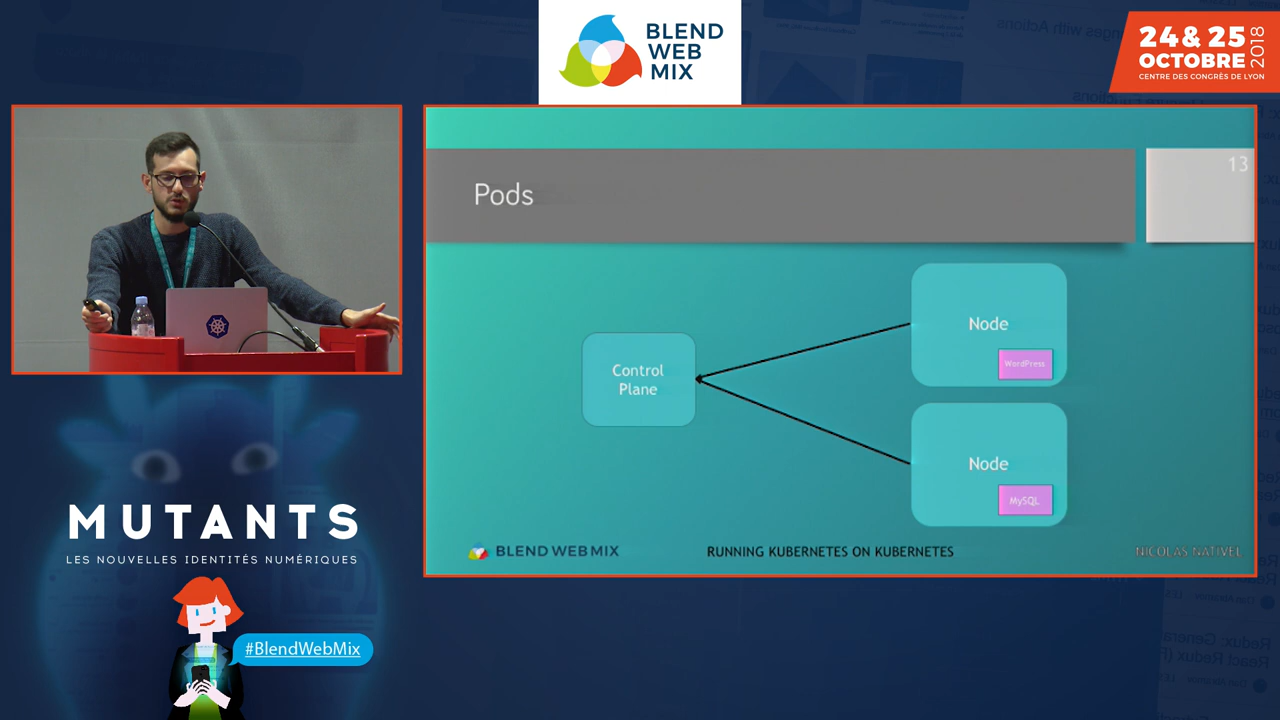 BLEND
WEB
MIX
24 & 25
OCTOBRE
2018
CENTRE DES CONGRÈS DE LYON
Pods
13
Control
Plane
Node
WordPress
Node
MySQL
BLEND WEB MIX
RUNNING KUBERNETES ON KUBERNETES
NICOLAS NATIVEL
MUTANTS
LES NOUVELLES IDENTITÉS NUMÉRIQUES
#BlendWebMix